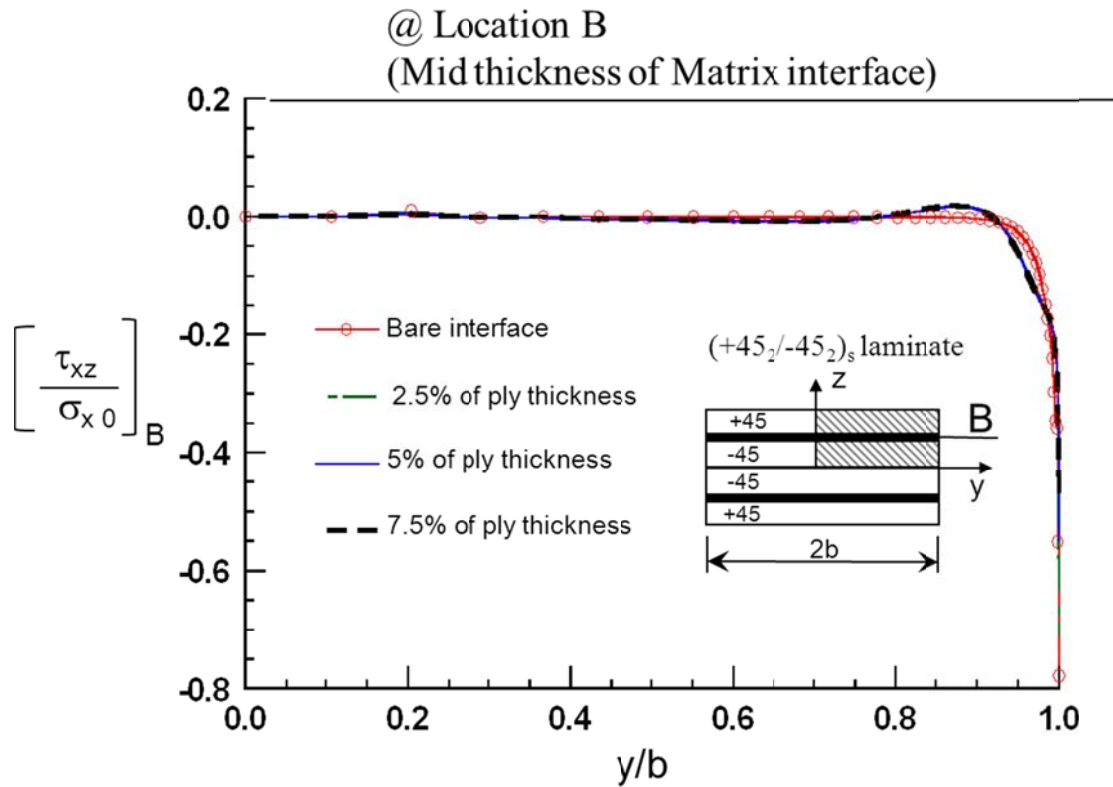 @ Location B
(Mid thickness of Matrix interface)
0.2
0.0
-0.2
-0.4
-0.6
-0.8
[τxz / σx 0]B
Bare interface
2.5% of ply thickness
5% of ply thickness
7.5% of ply thickness
(+45₂/-45₂)s laminate
z
+45
B
-45
y
-45
+45
2b
0.0 0.2 0.4 0.6 0.8 1.0
y/b